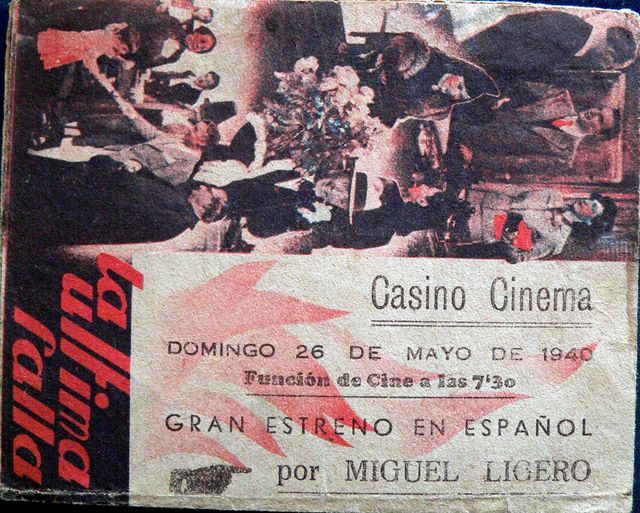 la
última
falla
Casino Cinema
DOMINGO 26 DE MAYO DE 1940
Función de Cine a las 7'30
GRAN ESTRENO EN ESPAÑOL
por MIGUEL LIGERO